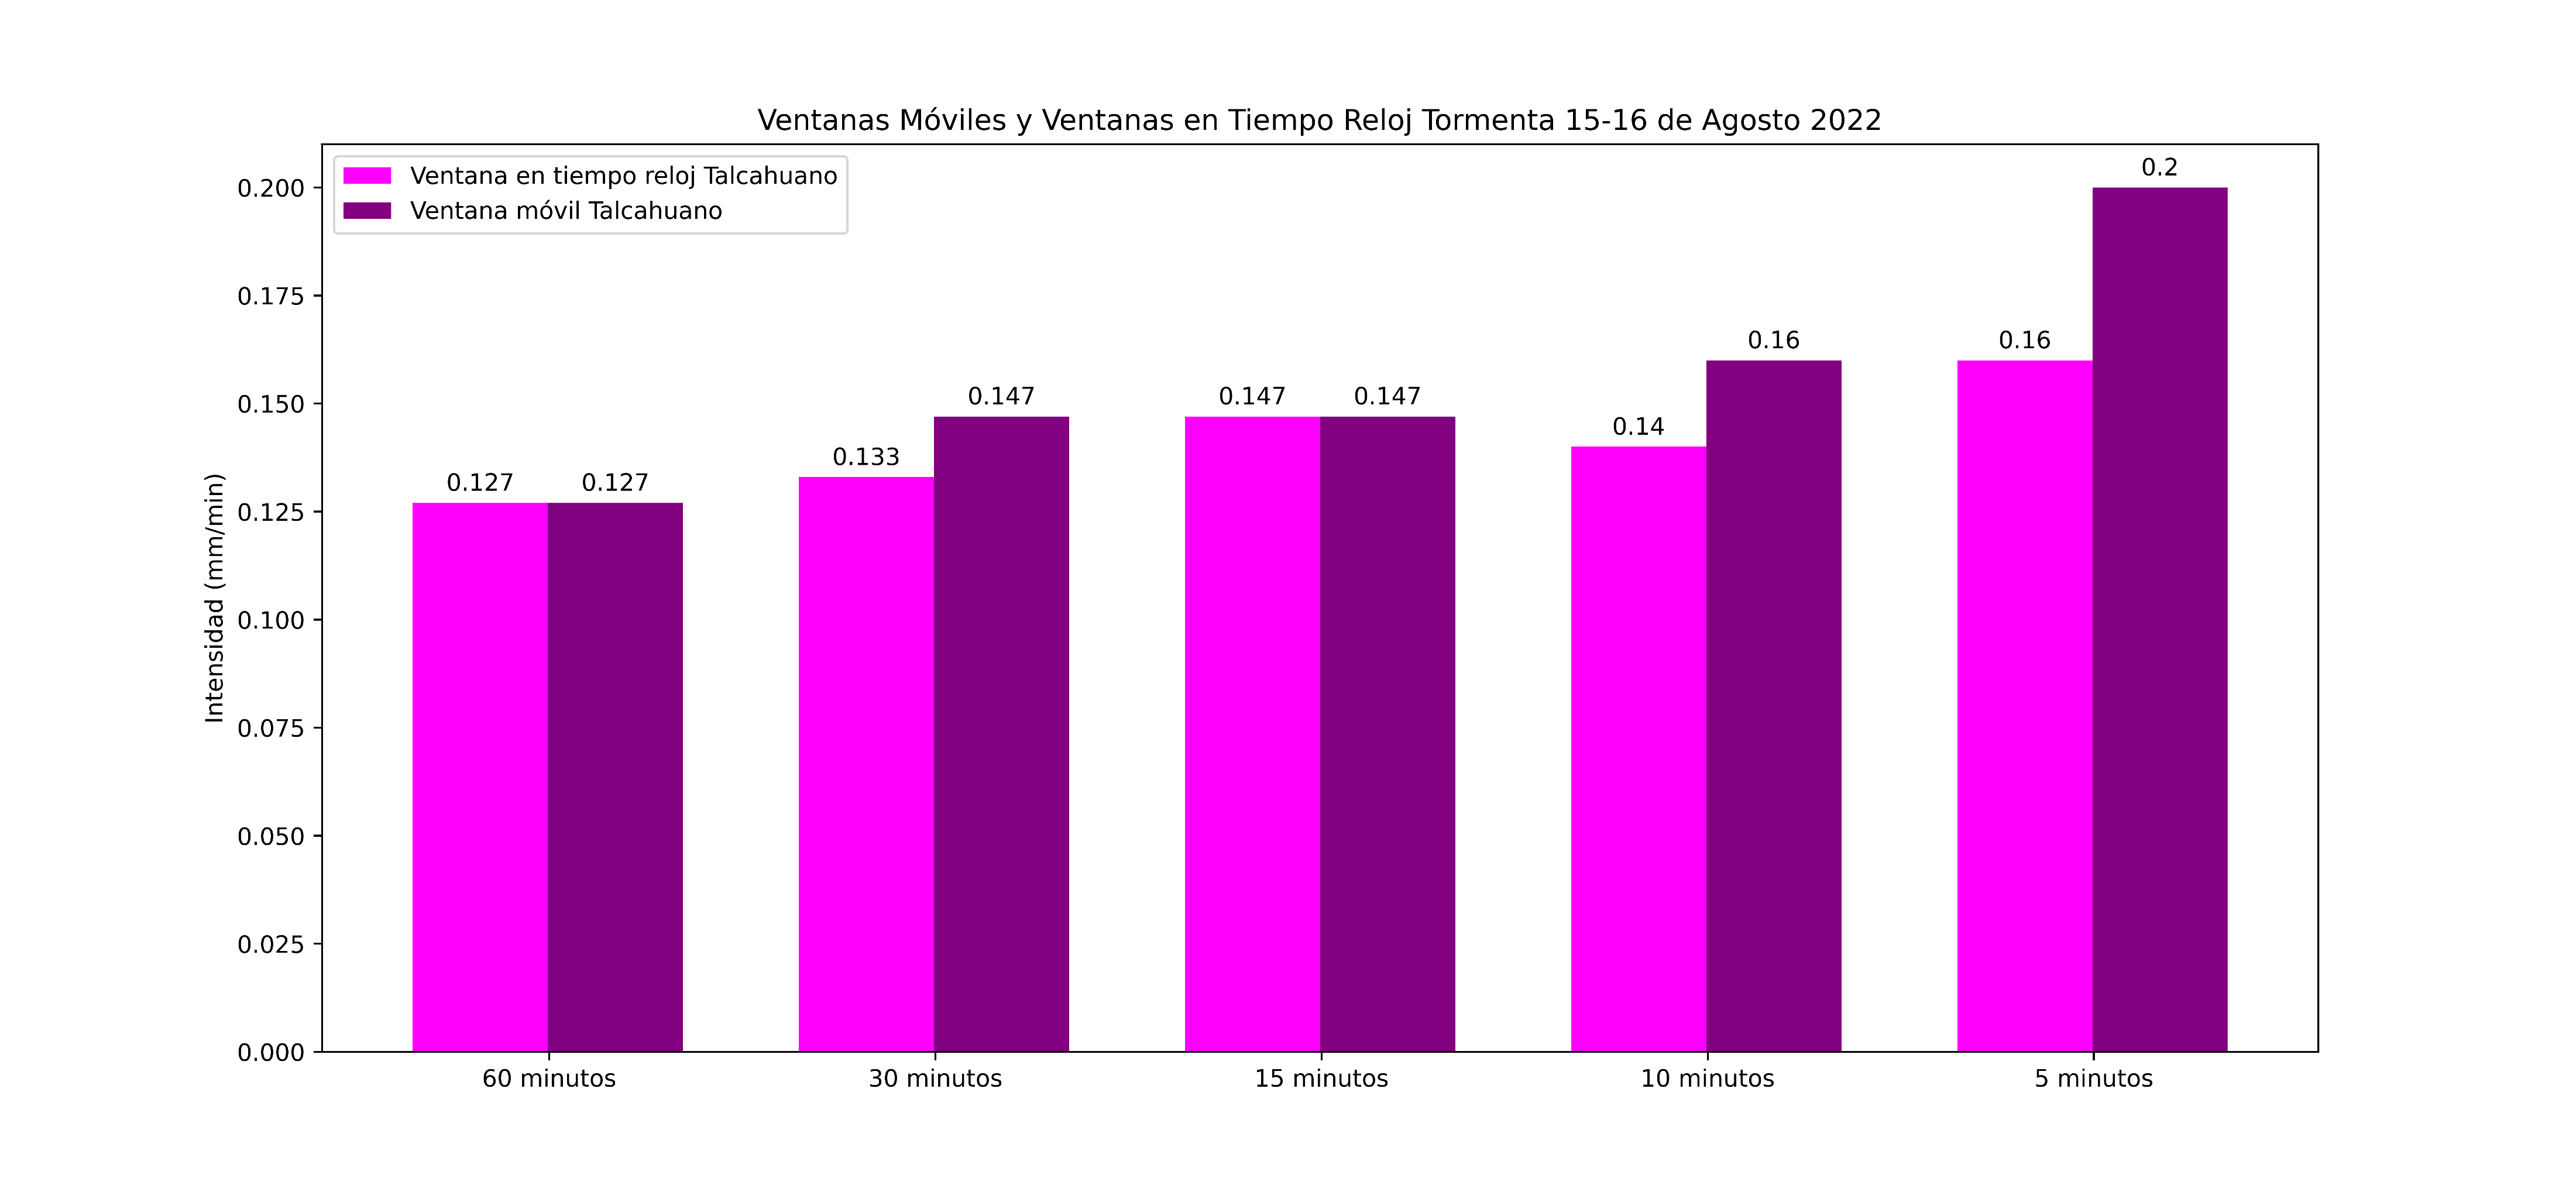 Ventanas Móviles y Ventanas en Tiempo Reloj Tormenta 15-16 de Agosto 2022
Ventana en tiempo reloj Talcahuano
Ventana móvil Talcahuano
Intensidad (mm/min)
0.200
0.175
0.150
0.125
0.100
0.075
0.050
0.025
0.000
0.127
0.127
0.133
0.147
0.147
0.147
0.14
0.16
0.16
0.2
60 minutos
30 minutos
15 minutos
10 minutos
5 minutos